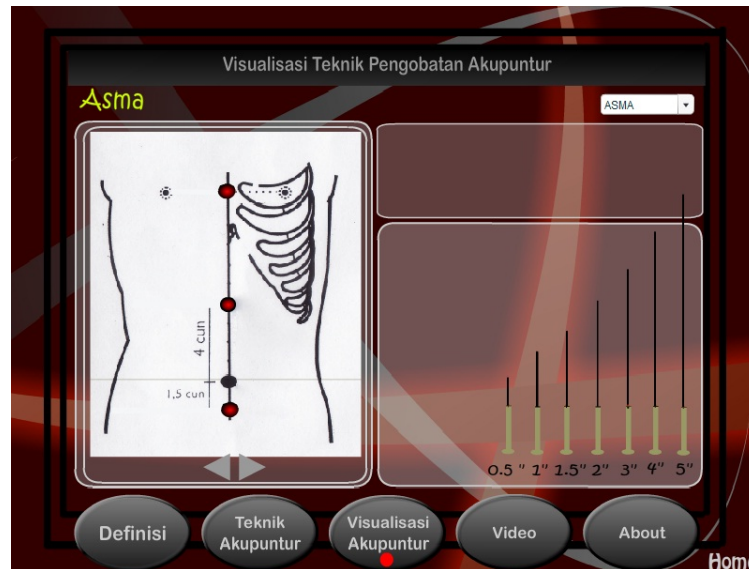 Visualisasi Teknik Pengobatan Akupuntur
Asma
ASMA
4 cun
1,5 cun
0.5 " 1" 1.5" 2" 3" 4" 5"
Definisi
Teknik
Akupuntur
Visualisasi
Akupuntur
Video
About
Hom